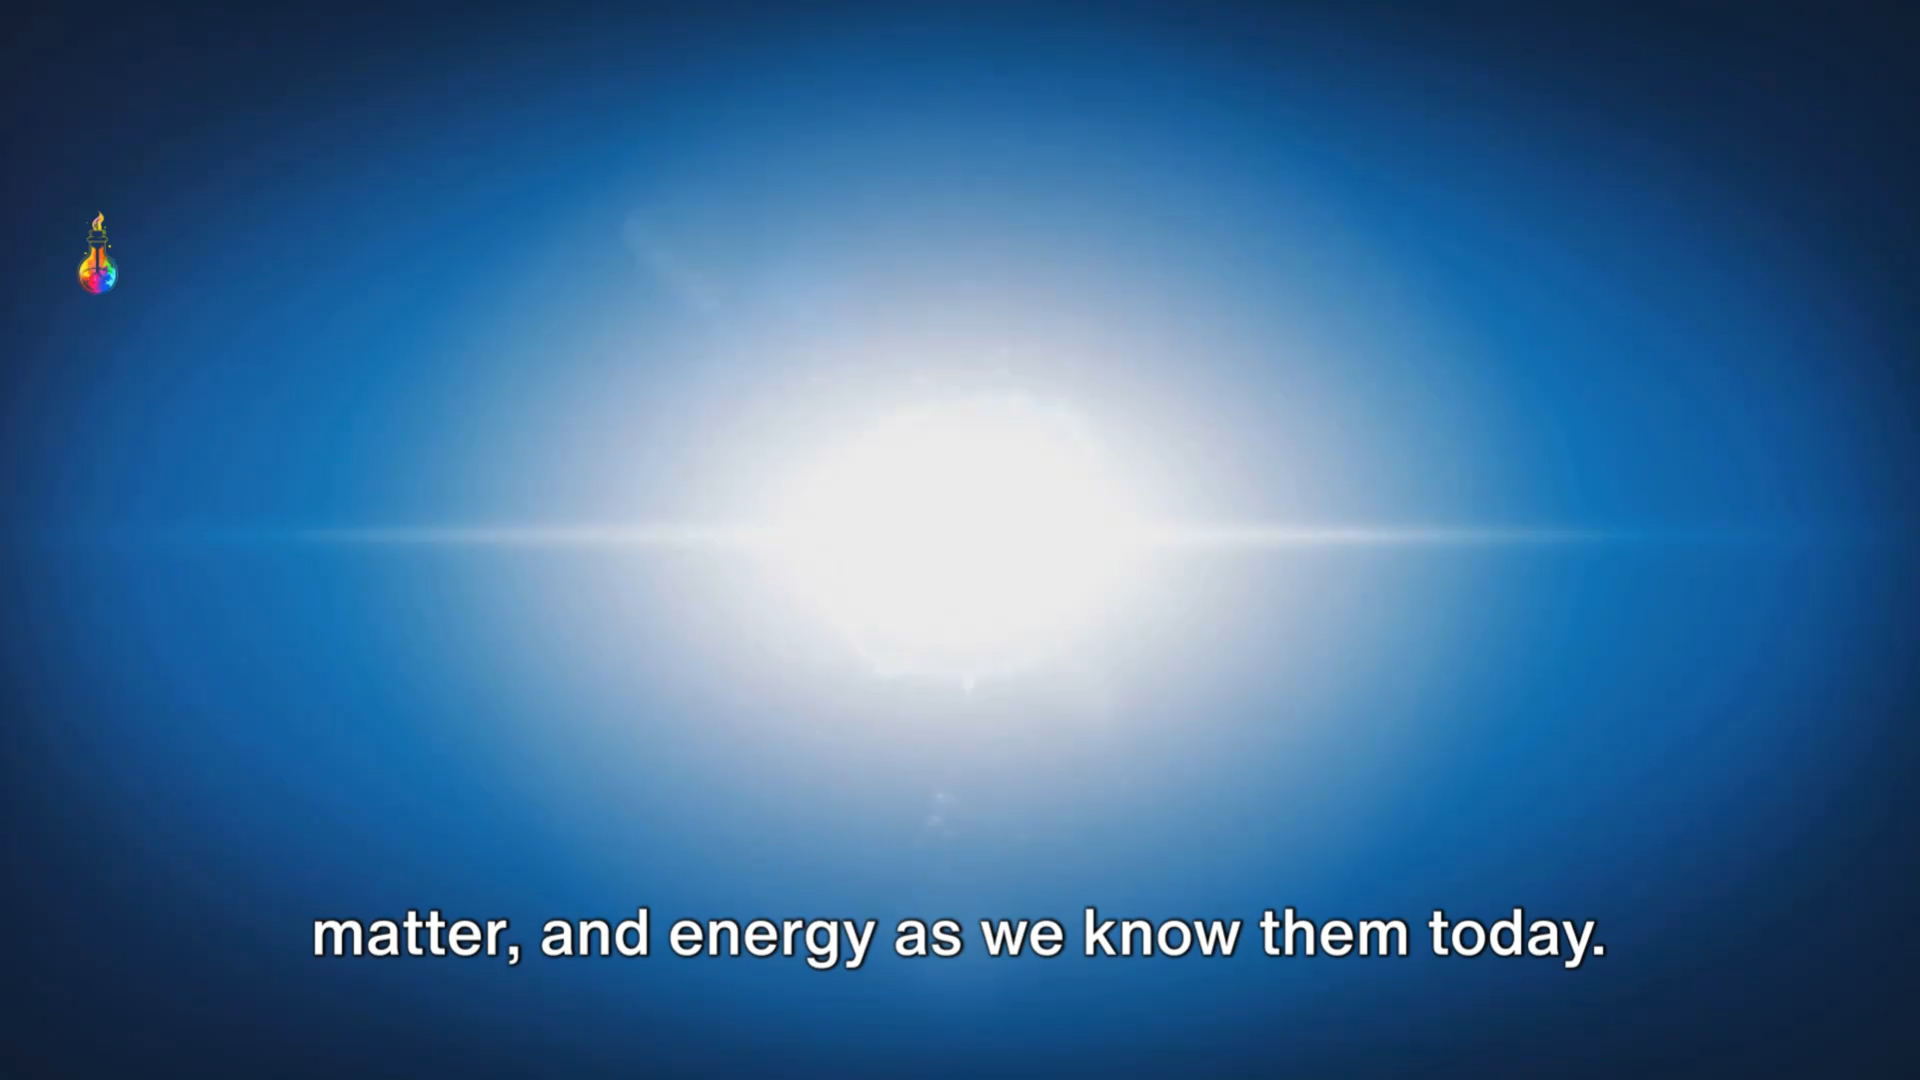 matter, and energy as we know them today.